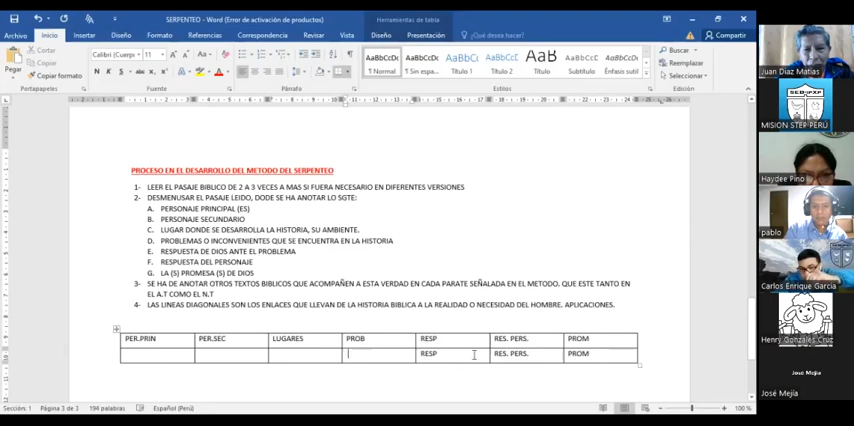 SERPENTEO - Word (Error de activación de productos)
Herramientas de tabla
Archivo Inicio Insertar Diseño Formato Referencias Correspondencia Revisar Vista Diseño Presentación ¿Qué desea hacer? Compartir
Cortar
Copiar
Copiar formato
Pegar
Portapapeles
Calibri (Cuerpo 11
Fuente
Párrafo
AaBbCcDc AaBbCcDc AaBbCc AaBbCcC AaB AaBbCcC AaBbCcDc
¶ Normal ¶ Sin espa... Título 1 Título 2 Título Subtítulo Énfasis sutil
Estilos
Buscar
Reemplazar
Seleccionar
Edición
PROCESO EN EL DESARROLLO DEL METODO DEL SERPENTEO
1- LEER EL PASAJE BIBLICO DE 2 A 3 VECES A MAS SI FUERA NECESARIO EN DIFERENTES VERSIONES
2- DESMENUSAR EL PASAJE LEIDO, DODE SE HA ANOTAR LO SGTE:
A. PERSONAJE PRINCIPAL (ES)
B. PERSONAJE SECUNDARIO
C. LUGAR DONDE SE DESARROLLA LA HISTORIA, SU AMBIENTE.
D. PROBLEMAS O INCONVENIENTES QUE SE ENCUENTRA EN LA HISTORIA
E. RESPUESTA DE DIOS ANTE EL PROBLEMA
F. RESPUESTA DEL PERSONAJE
G. LA (S) PROMESA (S) DE DIOS
3- SE HA DE ANOTAR OTROS TEXTOS BIBLICOS QUE ACOMPAÑEN A ESTA VERDAD EN CADA PARATE SEÑALADA EN EL METODO. QUE ESTE TANTO EN
EL A.T COMO EL N.T
4- LAS LINEAS DIAGONALES SON LOS ENLACES QUE LLEVAN DE LA HISTORIA BIBLICA A LA REALIDAD O NECESIDAD DEL HOMBRE. APLICACIONES.
PER.PRIN PER.SEC LUGARES PROB RESP RES. PERS. PROM
RESP RES. PERS. PROM
Sección: 1 Página 3 de 3 194 palabras Español (Perú) 100 %
Juan Diaz Matias
MISION STEP PERÚ
Haydee Pino
pablo
Carlos Enrique Garcia
Henry Gonzales Cruz
José Mejía
José Mejía